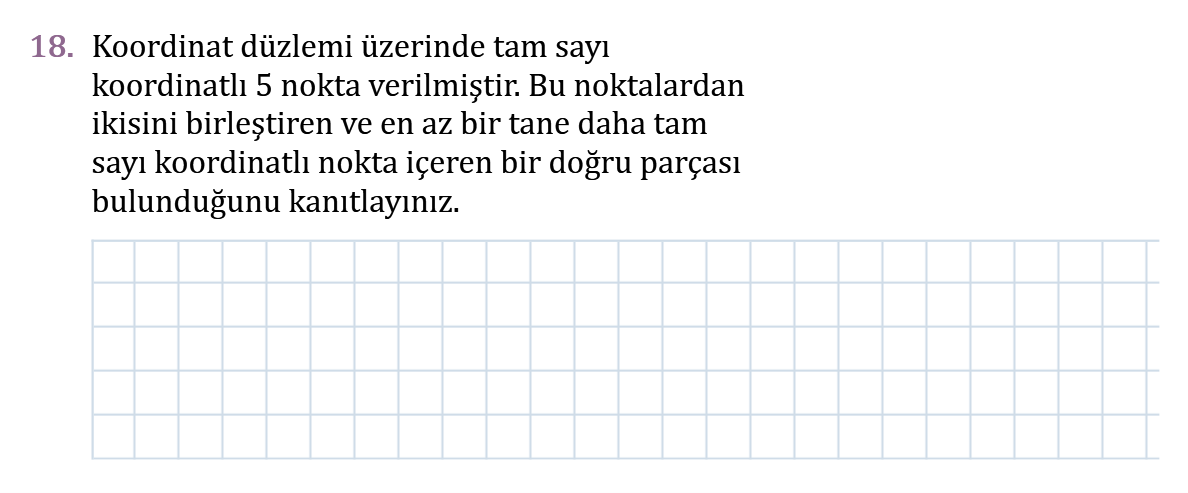 18. Koordinat düzlemi üzerinde tam sayı
koordinatlı 5 nokta verilmiştir. Bu noktalardan
ikisini birleştiren ve en az bir tane daha tam
sayı koordinatlı nokta içeren bir doğru parçası
bulunduğunu kanıtlayınız.